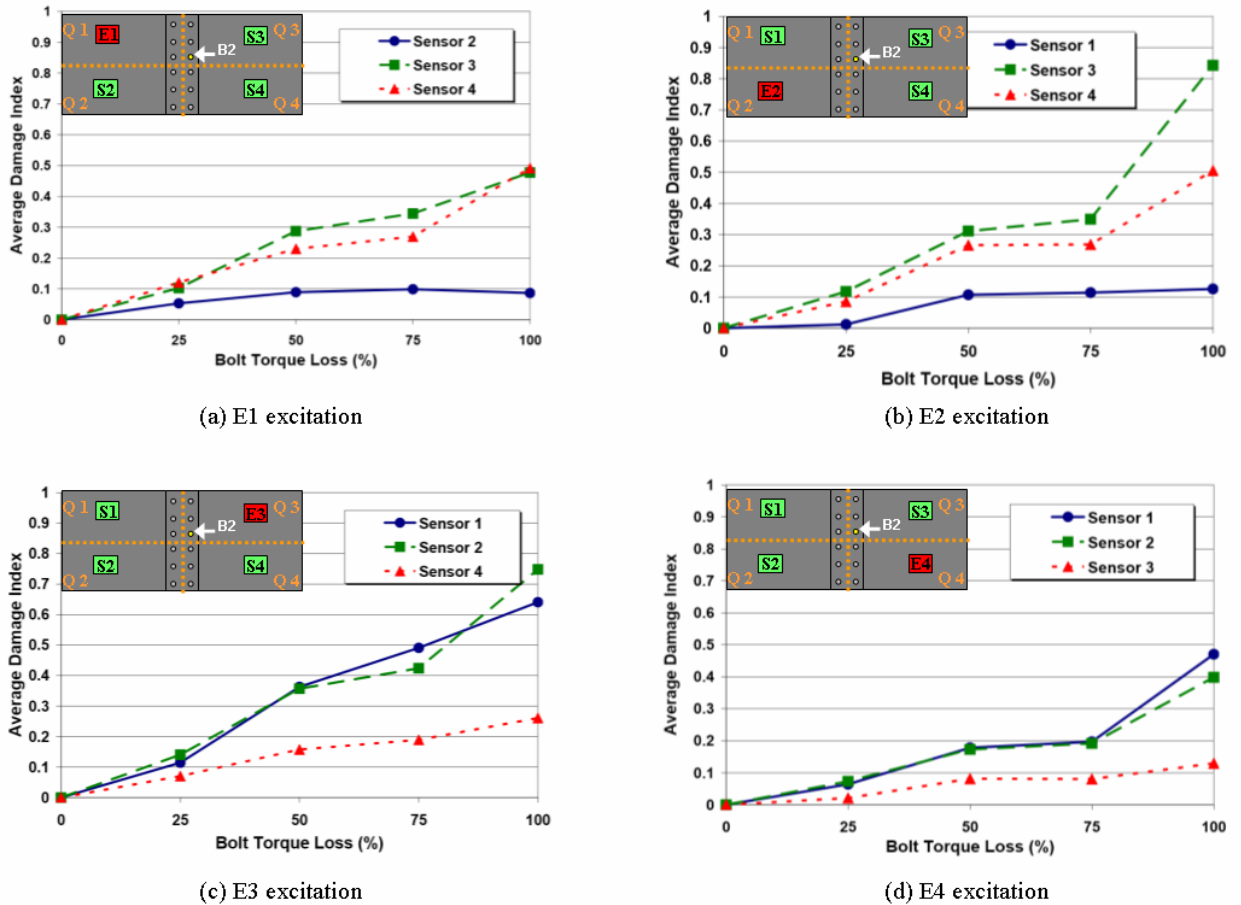 Average Damage Index
1
0.9
0.8
0.7
0.6
0.5
0.4
0.3
0.2
0.1
0
Q 1
E1
S3
Q 3
B2
S2
S4
Q 2
Q 4
Sensor 2
Sensor 3
Sensor 4
0 25 50 75 100
Bolt Torque Loss (%)
(a) E1 excitation
Average Damage Index
1
0.9
0.8
0.7
0.6
0.5
0.4
0.3
0.2
0.1
0
Q 1
S1
S3
Q 3
B2
E2
S4
Q 2
Q 4
Sensor 1
Sensor 3
Sensor 4
0 25 50 75 100
Bolt Torque Loss (%)
(b) E2 excitation
Average Damage Index
1
0.9
0.8
0.7
0.6
0.5
0.4
0.3
0.2
0.1
0
Q 1
S1
E3
Q 3
B2
S2
S4
Q 2
Q 4
Sensor 1
Sensor 2
Sensor 4
0 25 50 75 100
Bolt Torque Loss (%)
(c) E3 excitation
Average Damage Index
1
0.9
0.8
0.7
0.6
0.5
0.4
0.3
0.2
0.1
0
Q 1
S1
S3
Q 3
B2
S2
E4
Q 2
Q 4
Sensor 1
Sensor 2
Sensor 3
0 25 50 75 100
Bolt Torque Loss (%)
(d) E4 excitation